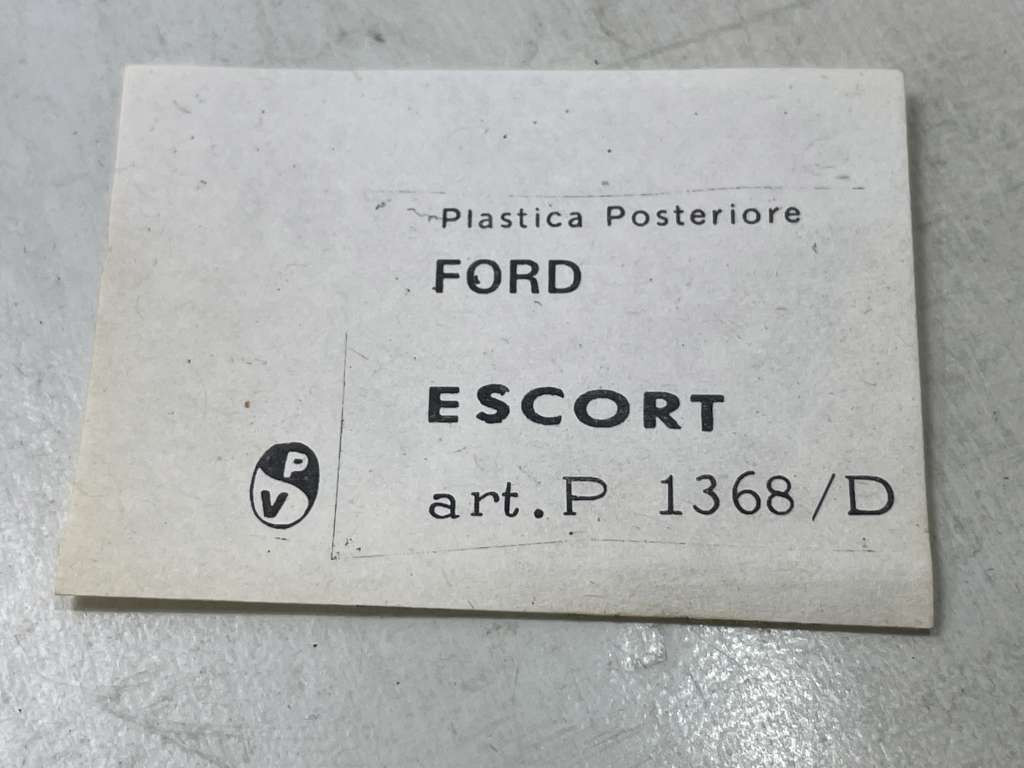 Plastica Posteriore
FORD
ESCORT
P
V
art. P 1368/D